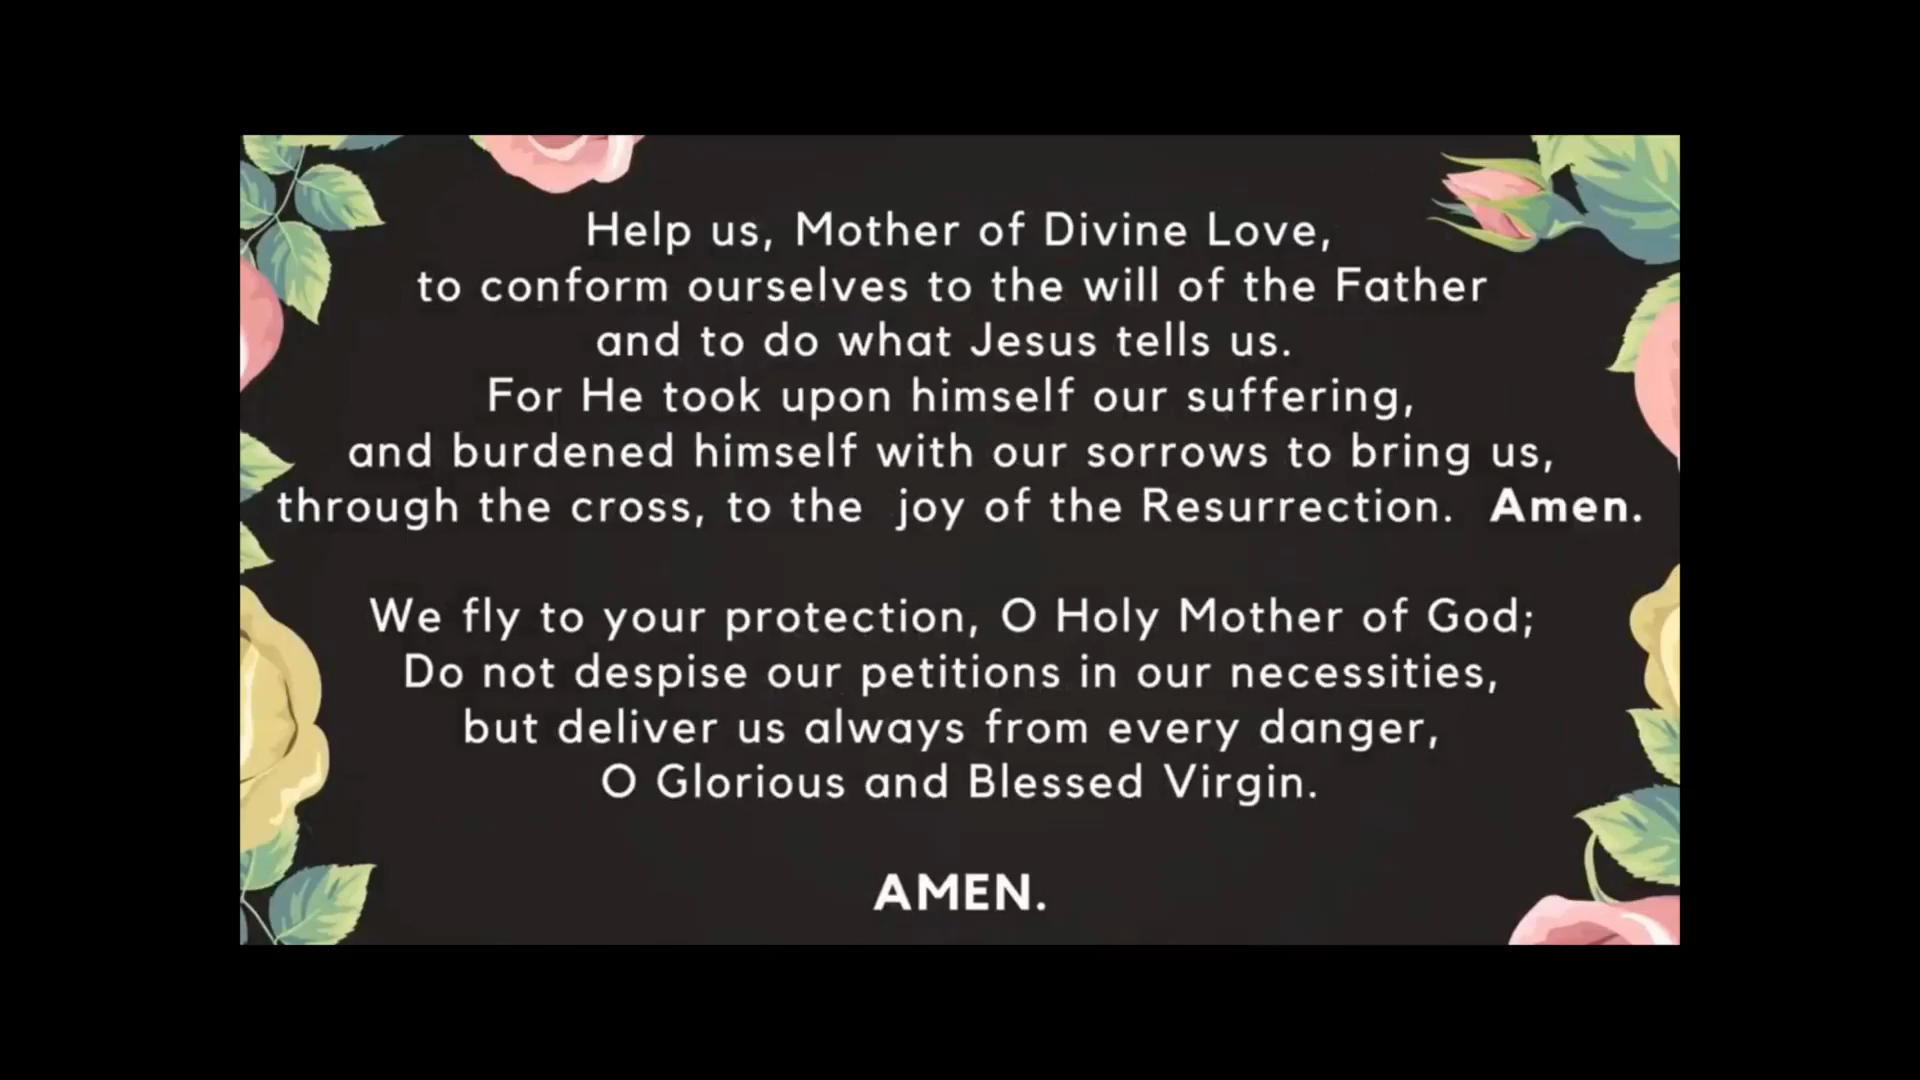 Help us, Mother of Divine Love,
to conform ourselves to the will of the Father
and to do what Jesus tells us.
For He took upon himself our suffering,
and burdened himself with our sorrows to bring us,
through the cross, to the joy of the Resurrection. Amen.
We fly to your protection, O Holy Mother of God;
Do not despise our petitions in our necessities,
but deliver us always from every danger,
O Glorious and Blessed Virgin.
AMEN.